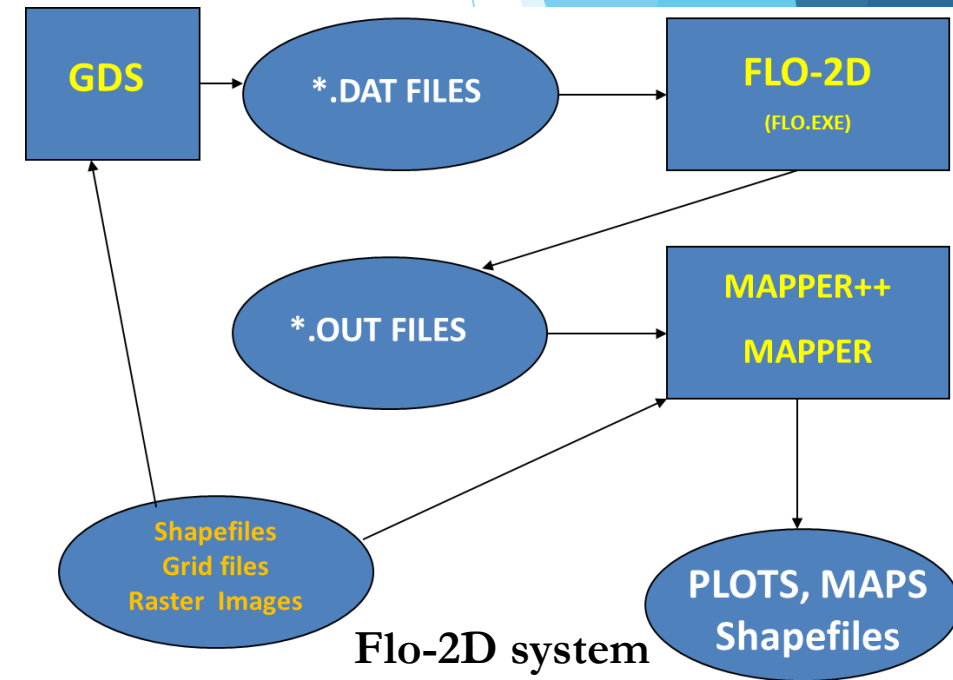 GDS
*.DAT FILES
FLO-2D
(FLO.EXE)
*.OUT FILES
MAPPER++
MAPPER
Shapefiles
Grid files
Raster Images
PLOTS, MAPS
Shapefiles
Flo-2D system